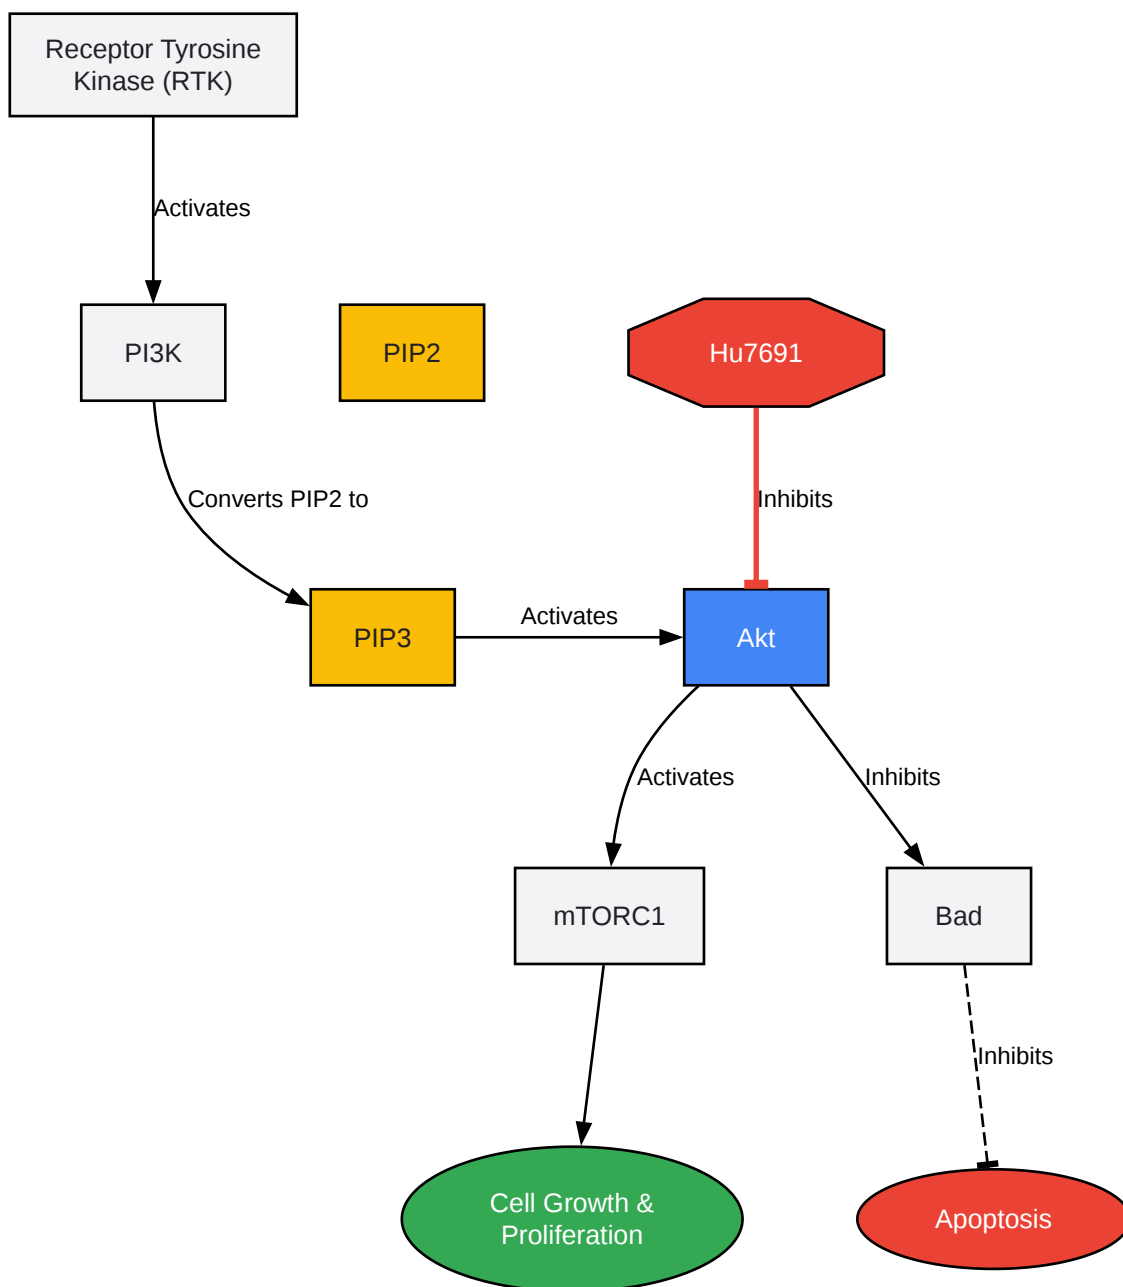 Receptor Tyrosine
Kinase (RTK)
Activates
PI3K
PIP2
Hu7691
Converts PIP2 to
Inhibits
PIP3
Activates
Akt
Activates
Inhibits
mTORC1
Bad
Inhibits
Cell Growth &
Proliferation
Apoptosis